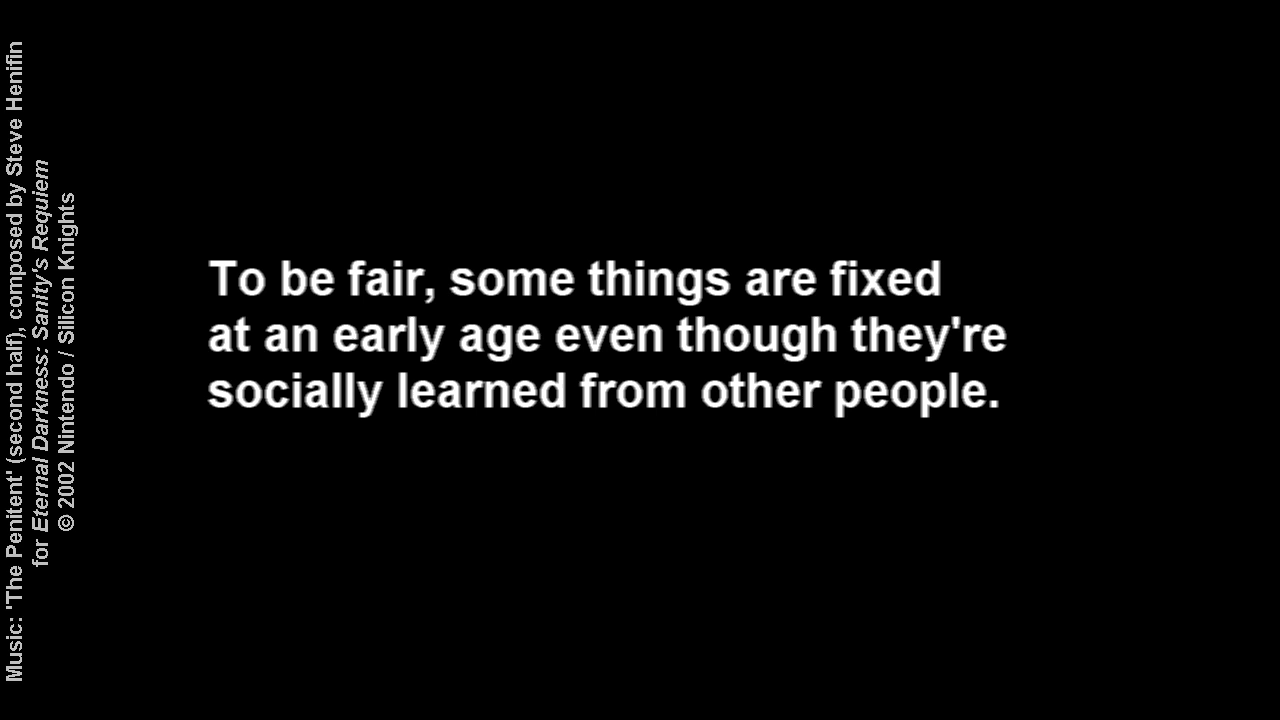 Music: 'The Penitent' (second half), composed by Steve Henifin
for Eternal Darkness: Sanity's Requiem
© 2002 Nintendo / Silicon Knights
To be fair, some things are fixed
at an early age even though they're
socially learned from other people.